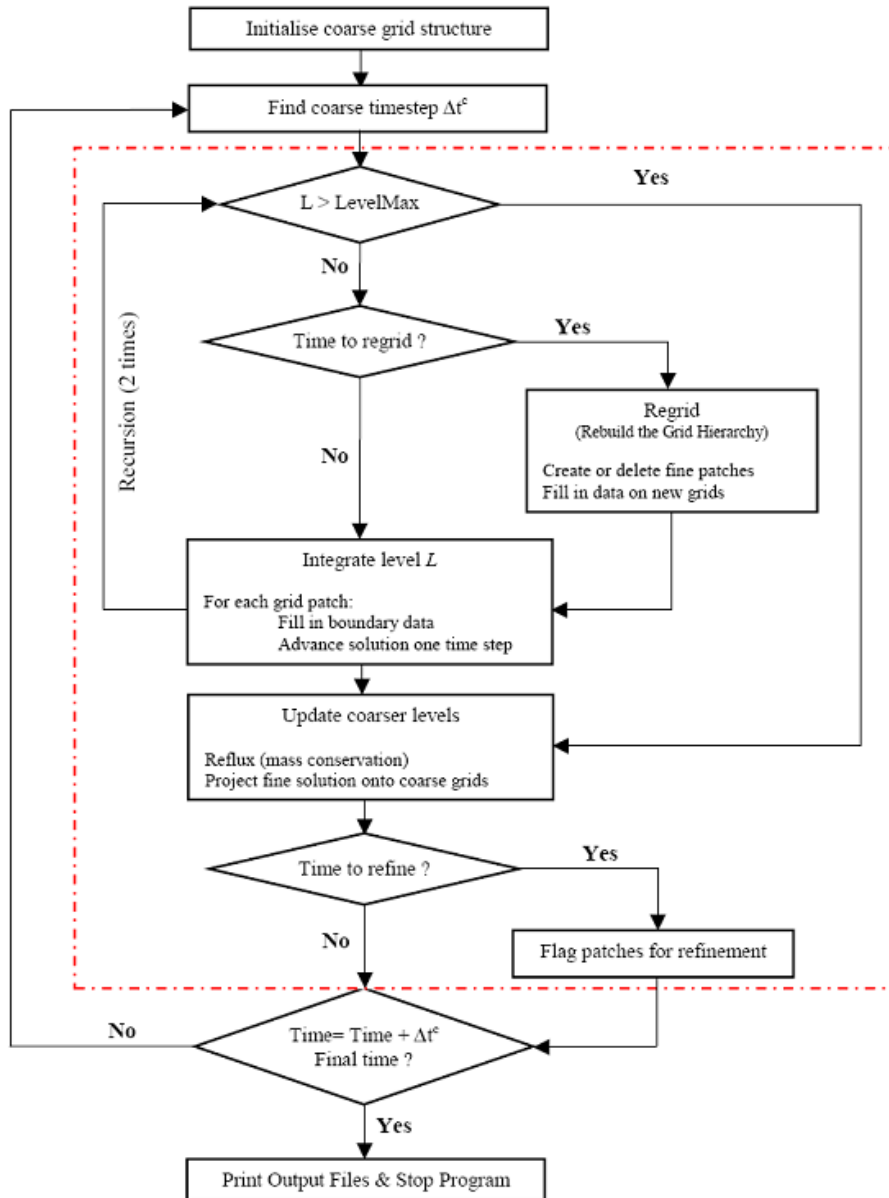 Initialise coarse grid structure
Find coarse timestep Δtᶜ
L > LevelMax
Yes
No
Time to regrid ?
Yes
Regrid
(Rebuild the Grid Hierarchy)
Create or delete fine patches
Fill in data on new grids
No
Recursion (2 times)
Integrate level L
For each grid patch:
Fill in boundary data
Advance solution one time step
Update coarser levels
Reflux (mass conservation)
Project fine solution onto coarse grids
Time to refine ?
Yes
No
Flag patches for refinement
No
Time= Time + Δtᶜ
Final time ?
Yes
Print Output Files & Stop Program